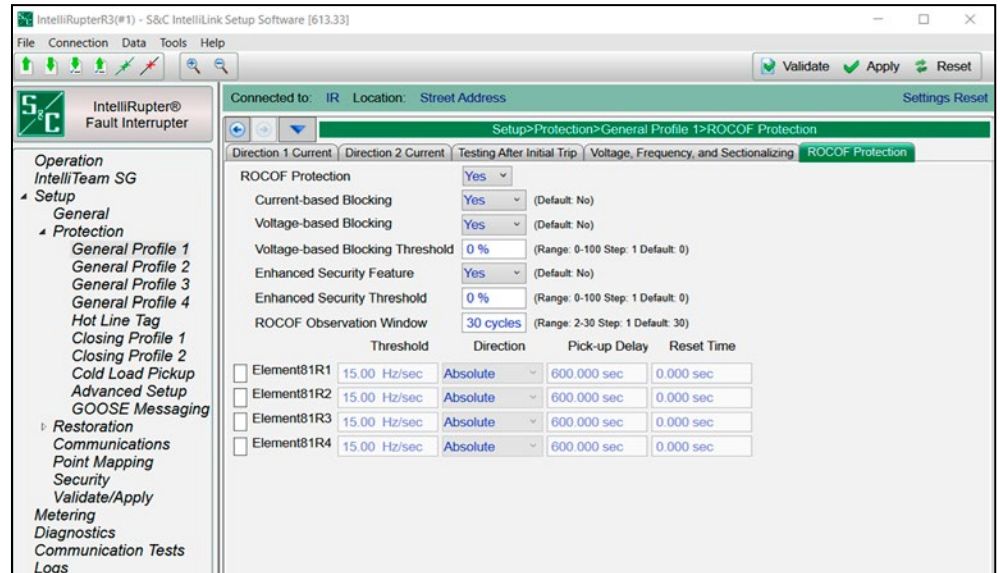 IntelliRupterR3(#1) - S&C IntelliLink Setup Software [613.33]
File Connection Data Tools Help
Validate Apply Reset
S&C
IntelliRupter®
Fault Interrupter
Connected to: IR Location: Street Address Settings Reset
Setup>Protection>General Profile 1>ROCOF Protection
Direction 1 Current Direction 2 Current Testing After Initial Trip Voltage, Frequency, and Sectionalizing ROCOF Protection
Operation
IntelliTeam SG
Setup
General
Protection
General Profile 1
General Profile 2
General Profile 3
General Profile 4
Hot Line Tag
Closing Profile 1
Closing Profile 2
Cold Load Pickup
Advanced Setup
GOOSE Messaging
Restoration
Communications
Point Mapping
Security
Validate/Apply
Metering
Diagnostics
Communication Tests
Logs
ROCOF Protection Yes
Current-based Blocking Yes (Default: No)
Voltage-based Blocking Yes (Default: No)
Voltage-based Blocking Threshold 0 % (Range: 0-100 Step: 1 Default: 0)
Enhanced Security Feature Yes (Default: No)
Enhanced Security Threshold 0 % (Range: 0-100 Step: 1 Default: 0)
ROCOF Observation Window 30 cycles (Range: 2-30 Step: 1 Default: 30)
Threshold Direction Pick-up Delay Reset Time
Element81R1 15.00 Hz/sec Absolute 600.000 sec 0.000 sec
Element81R2 15.00 Hz/sec Absolute 600.000 sec 0.000 sec
Element81R3 15.00 Hz/sec Absolute 600.000 sec 0.000 sec
Element81R4 15.00 Hz/sec Absolute 600.000 sec 0.000 sec